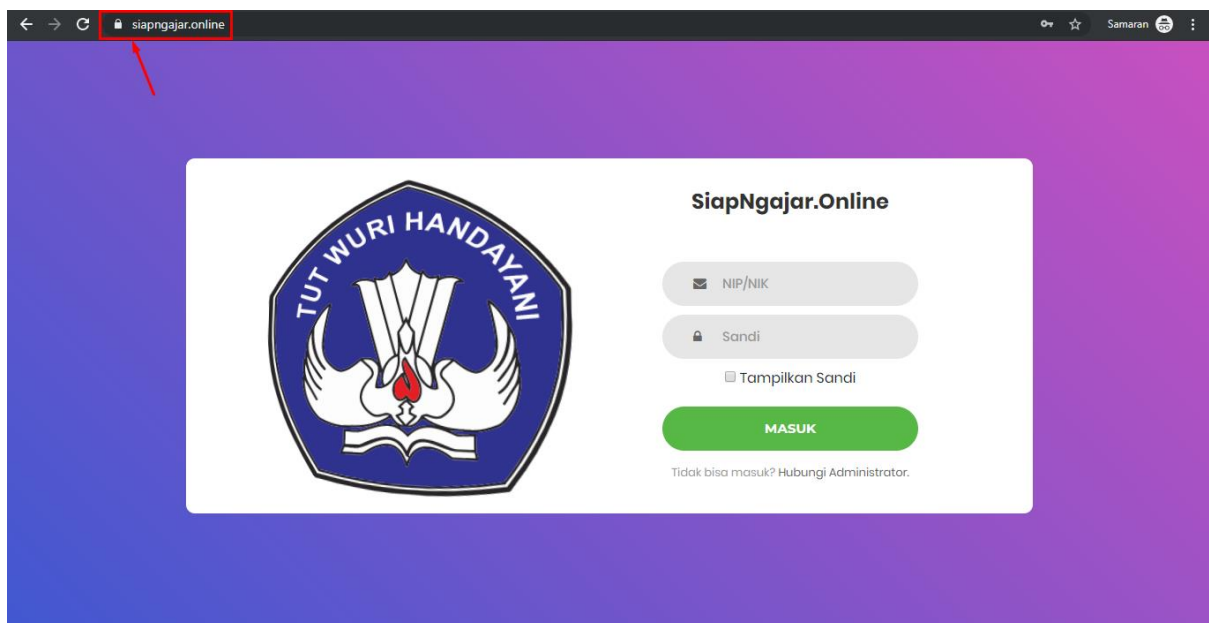 siapngajar.online
Samaran
TUT WURI HANDAYANI
SiapNgajar.Online
NIP/NIK
Sandi
Tampilkan Sandi
MASUK
Tidak bisa masuk? Hubungi Administrator.